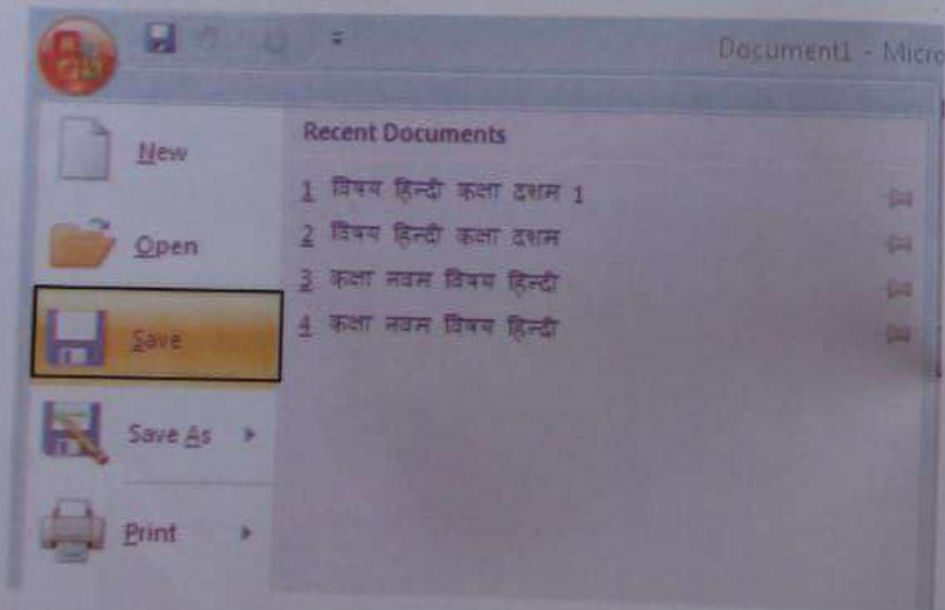 Document1 - Micro
New
Open
Save
Save As
Print
Recent Documents
1 विषय हिन्दी कक्षा दशम 1
2 विषय हिन्दी कक्षा दशम
3 कक्षा नवम विषय हिन्दी
4 कक्षा नवम विषय हिन्दी